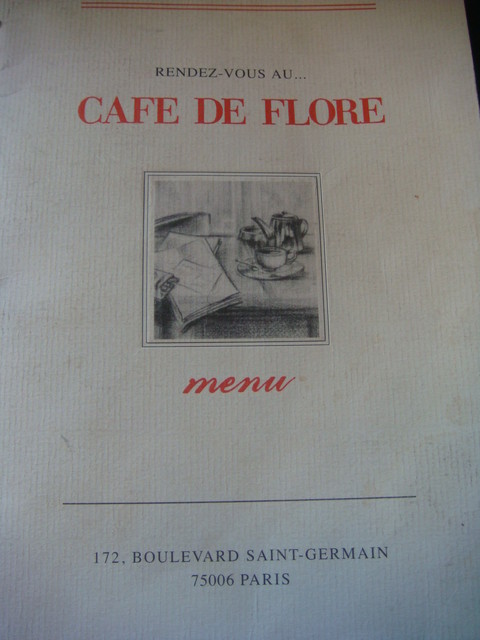 RENDEZ-VOUS AU...
CAFE DE FLORE
menu
172, BOULEVARD SAINT-GERMAIN
75006 PARIS